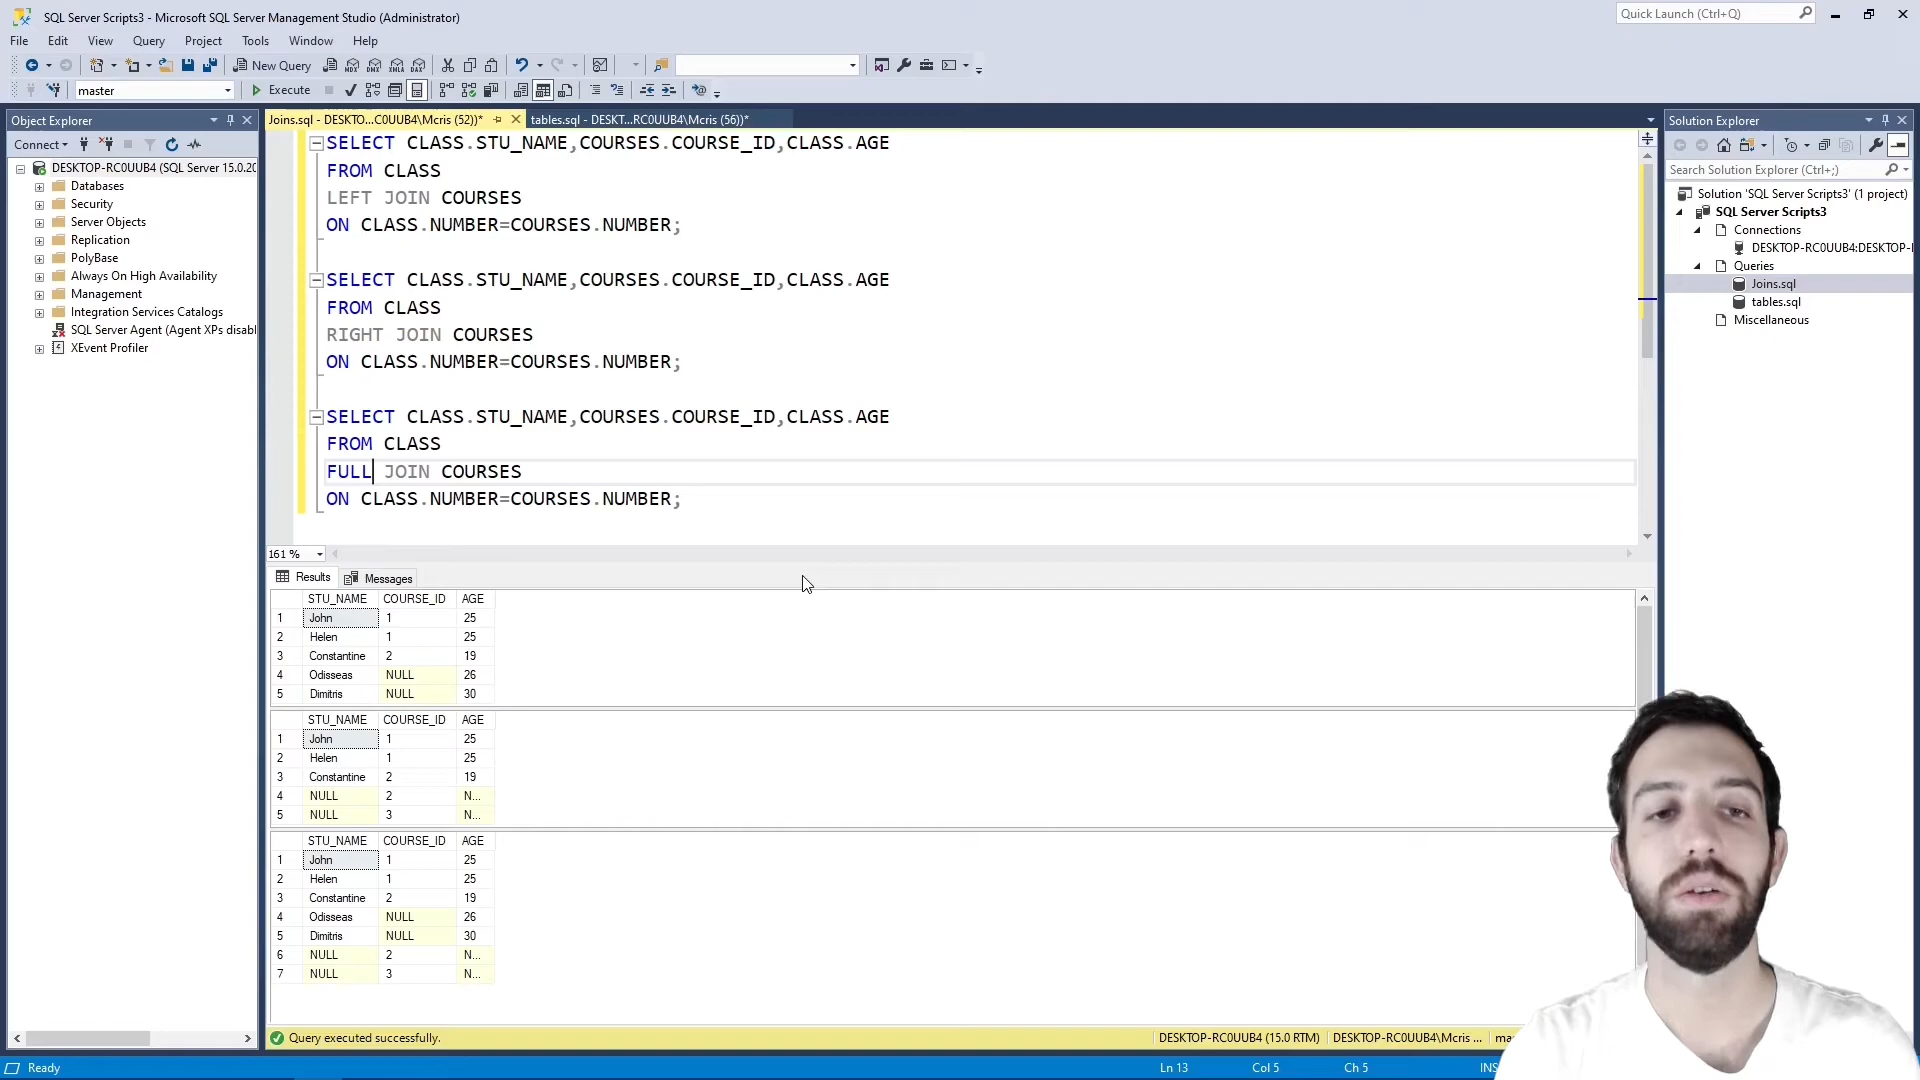 SQL Server Scripts3 - Microsoft SQL Server Management Studio (Administrator)
Quick Launch (Ctrl+Q)
File Edit View Query Project Tools Window Help
New Query
master
Execute
Object Explorer
Connect
DESKTOP-RC0UUB4 (SQL Server 15.0.20
Databases
Security
Server Objects
Replication
PolyBase
Always On High Availability
Management
Integration Services Catalogs
SQL Server Agent (Agent XPs disabl
XEvent Profiler
Joins.sql - DESKTO...C0UUB4\Mcris (52))*
tables.sql - DESKT...RC0UUB4\Mcris (56))*
SELECT CLASS.STU_NAME,COURSES.COURSE_ID,CLASS.AGE
FROM CLASS
LEFT JOIN COURSES
ON CLASS.NUMBER=COURSES.NUMBER;
SELECT CLASS.STU_NAME,COURSES.COURSE_ID,CLASS.AGE
FROM CLASS
RIGHT JOIN COURSES
ON CLASS.NUMBER=COURSES.NUMBER;
SELECT CLASS.STU_NAME,COURSES.COURSE_ID,CLASS.AGE
FROM CLASS
FULL JOIN COURSES
ON CLASS.NUMBER=COURSES.NUMBER;
161 %
Results Messages
STU_NAME COURSE_ID AGE
1 John 1 25
2 Helen 1 25
3 Constantine 2 19
4 Odisseas NULL 26
5 Dimitris NULL 30
STU_NAME COURSE_ID AGE
1 John 1 25
2 Helen 1 25
3 Constantine 2 19
4 NULL 2 N...
5 NULL 3 N...
STU_NAME COURSE_ID AGE
1 John 1 25
2 Helen 1 25
3 Constantine 2 19
4 Odisseas NULL 26
5 Dimitris NULL 30
6 NULL 2 N...
7 NULL 3 N...
Query executed successfully.
DESKTOP-RC0UUB4 (15.0 RTM) DESKTOP-RC0UUB4\Mcris ... ma
Solution Explorer
Search Solution Explorer (Ctrl+;)
Solution 'SQL Server Scripts3' (1 project)
SQL Server Scripts3
Connections
DESKTOP-RC0UUB4:DESKTOP-
Queries
Joins.sql
tables.sql
Miscellaneous
Ready
Ln 13 Col 5 Ch 5 INS